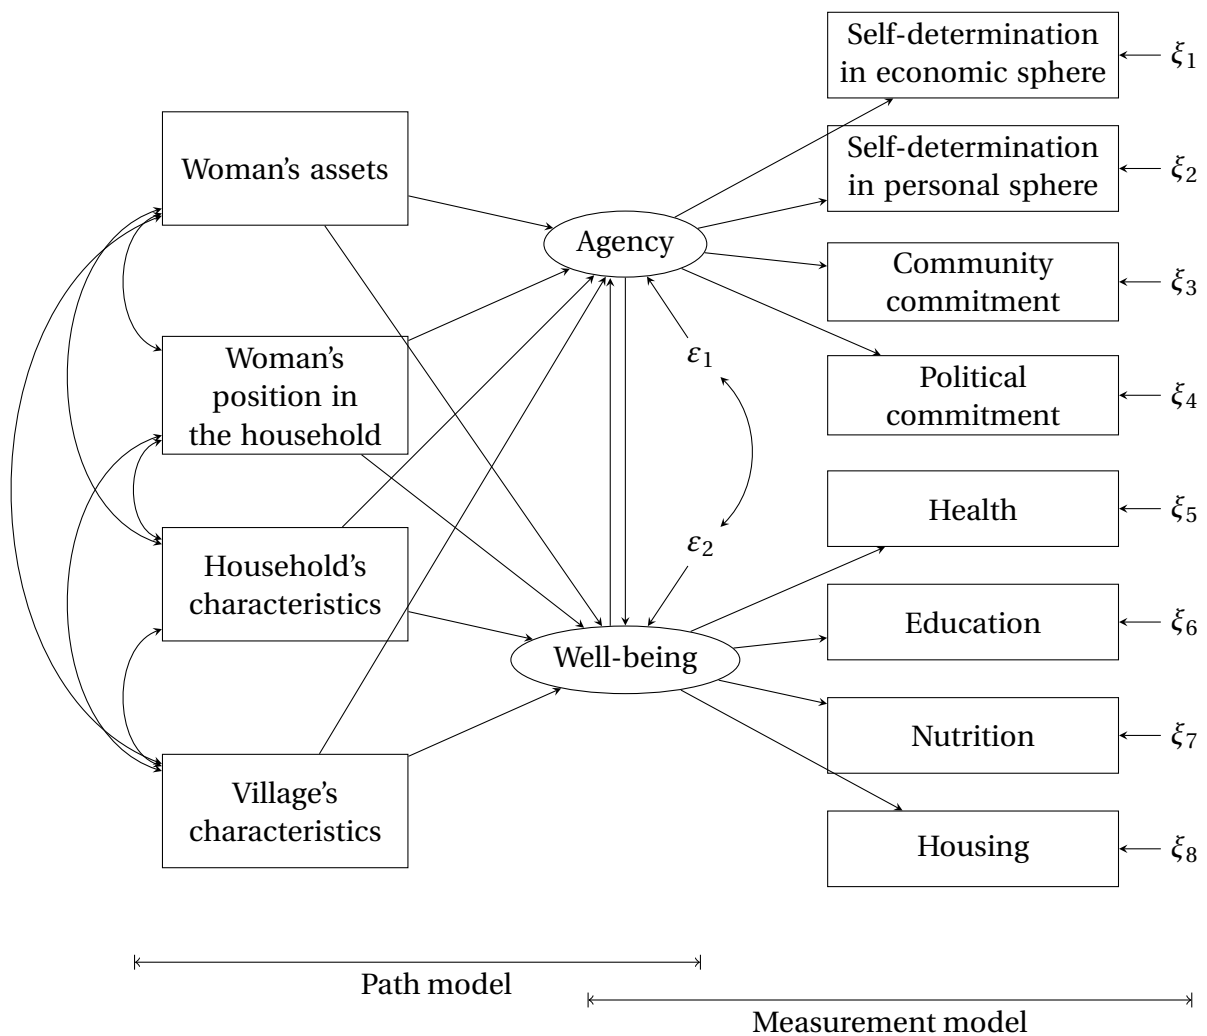 Self-determination
in economic sphere
ξ1
Woman's assets
Self-determination
in personal sphere
ξ2
Agency
Community
commitment
ξ3
Woman's
position in
the household
ε1
Political
commitment
ξ4
Health
ξ5
ε2
Household's
characteristics
Education
ξ6
Well-being
Nutrition
ξ7
Village's
characteristics
Housing
ξ8
Path model
Measurement model